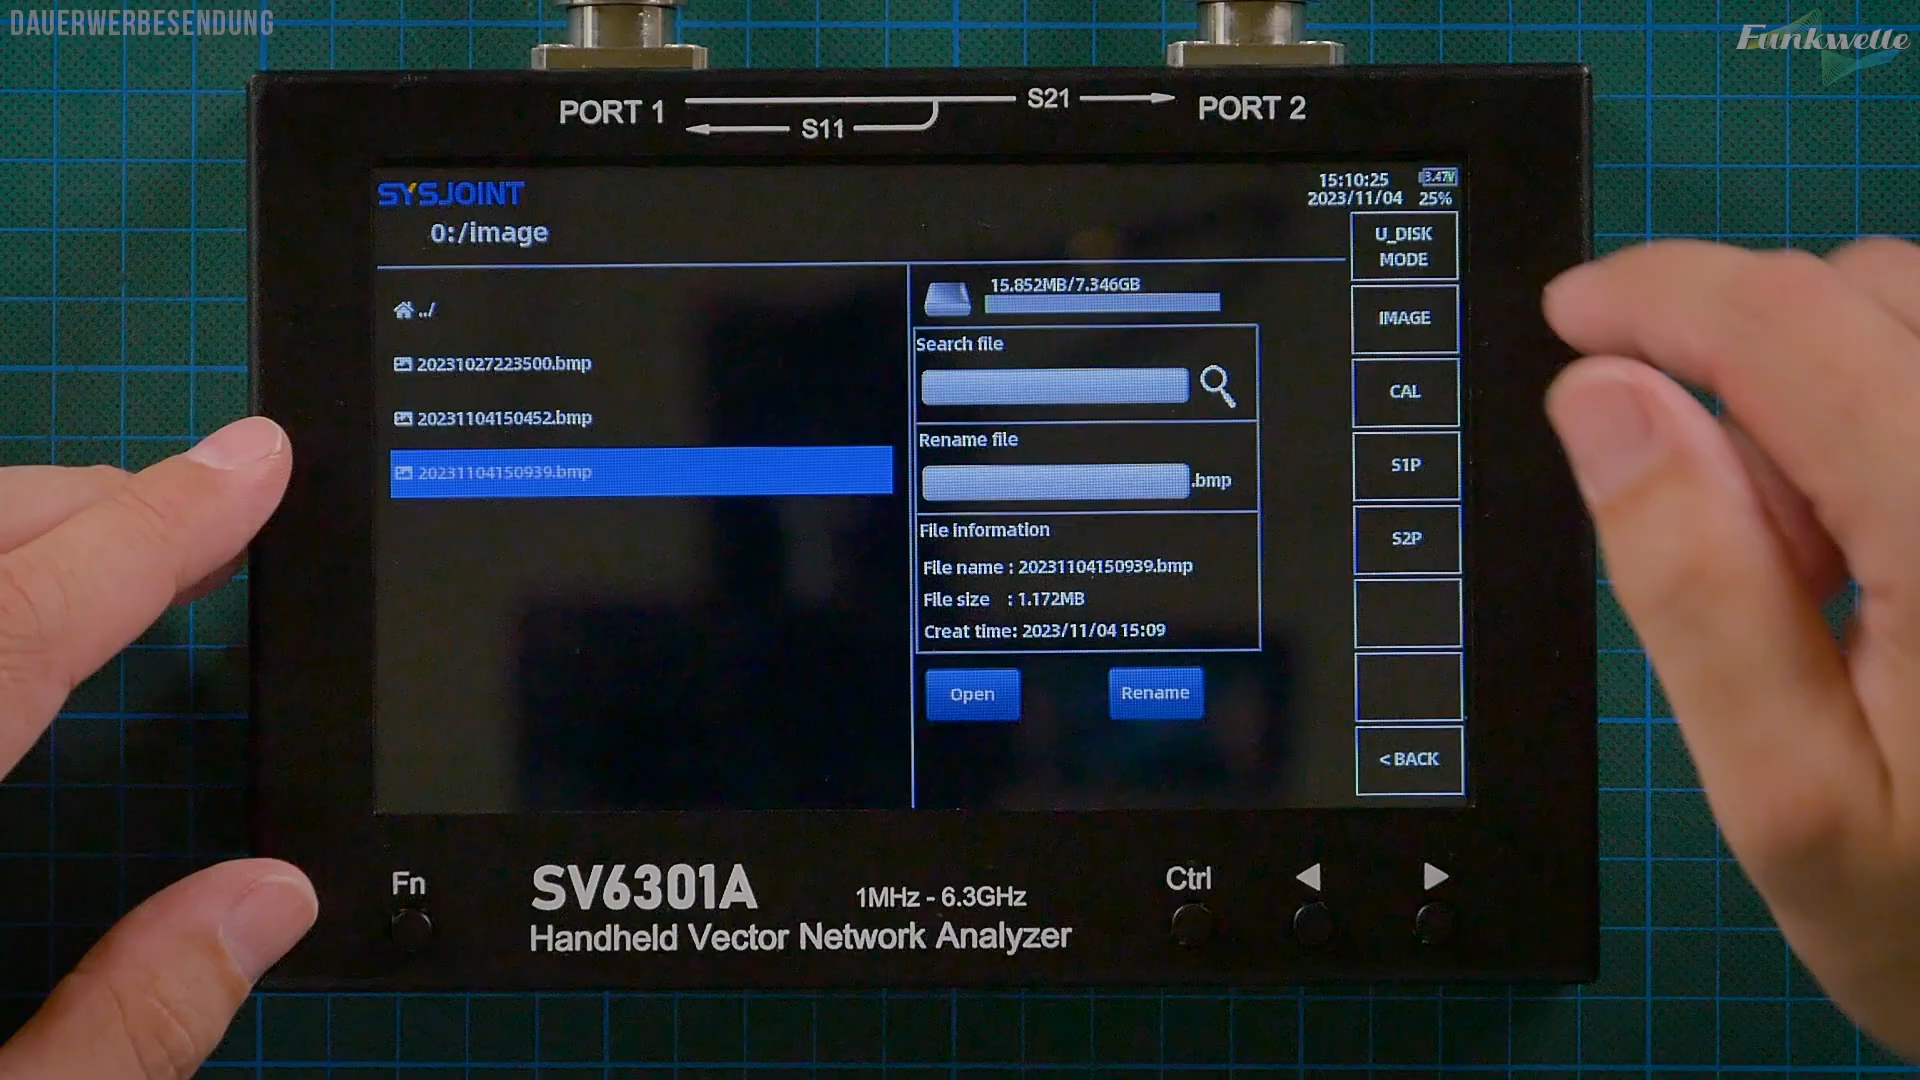 DAUERWERBESENDUNG
Funkwelle
PORT 1
S11
S21
PORT 2
SYSJOINT
15:10:25
3.47V
2023/11/04 25%
0:/image
../
20231027223500.bmp
20231104150452.bmp
20231104150939.bmp
15.852MB/7.346GB
Search file
Rename file
.bmp
File information
File name : 20231104150939.bmp
File size : 1.172MB
Creat time: 2023/11/04 15:09
Open
Rename
U_DISK
MODE
IMAGE
CAL
S1P
S2P
< BACK
Fn
SV6301A
1MHz - 6.3GHz
Handheld Vector Network Analyzer
Ctrl